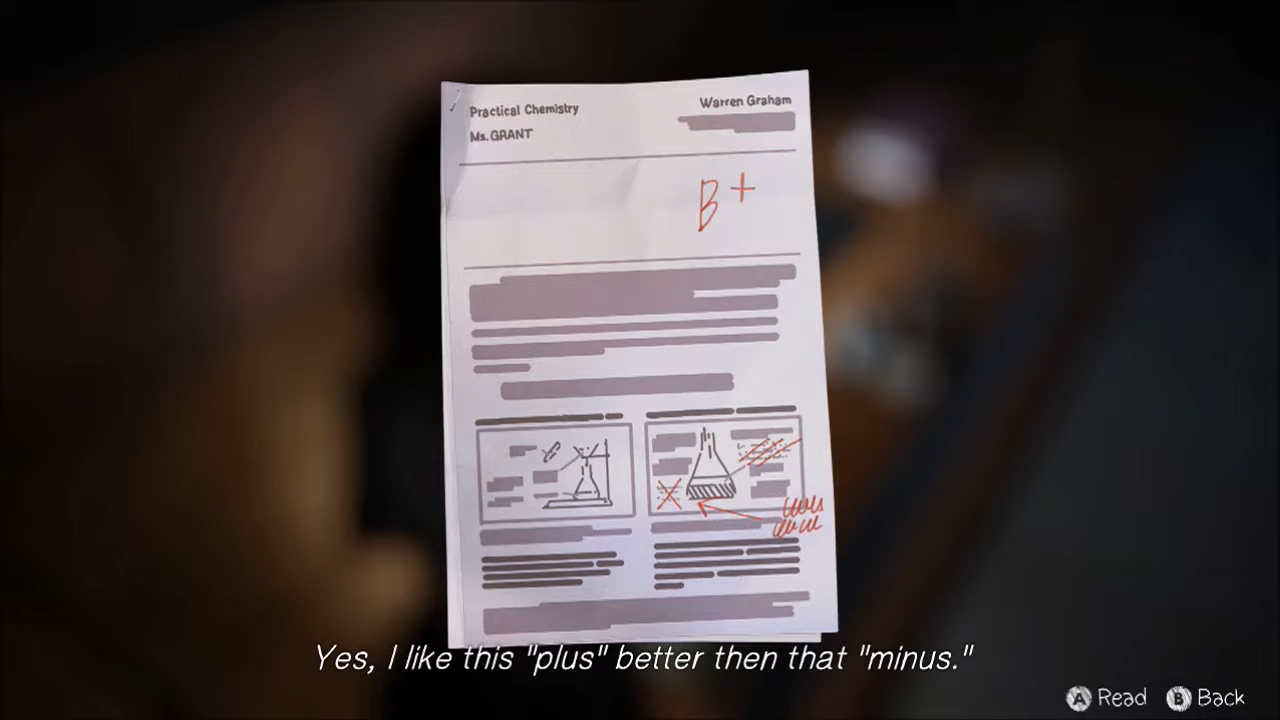 Practical Chemistry
Warren Graham
Ms. GRANT
B+
Yes, I like this "plus" better then that "minus."
A Read B Back